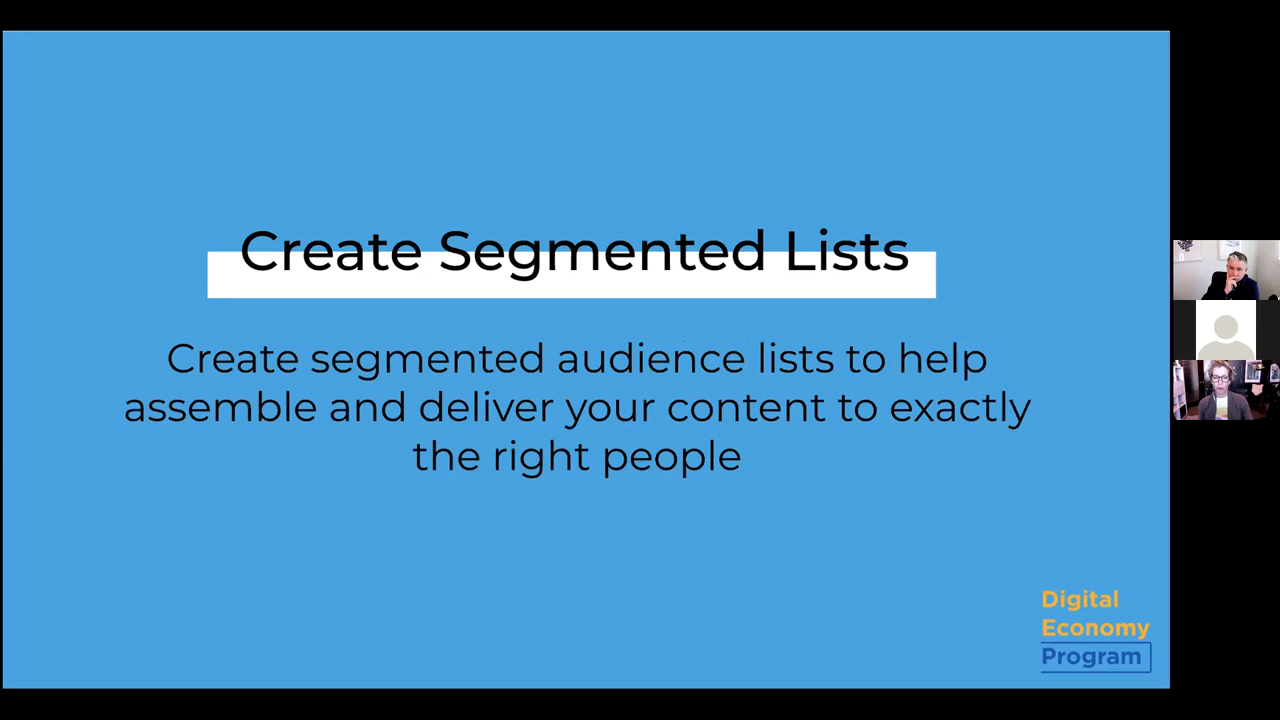 Create Segmented Lists
Create segmented audience lists to help
assemble and deliver your content to exactly
the right people
Digital
Economy
Program